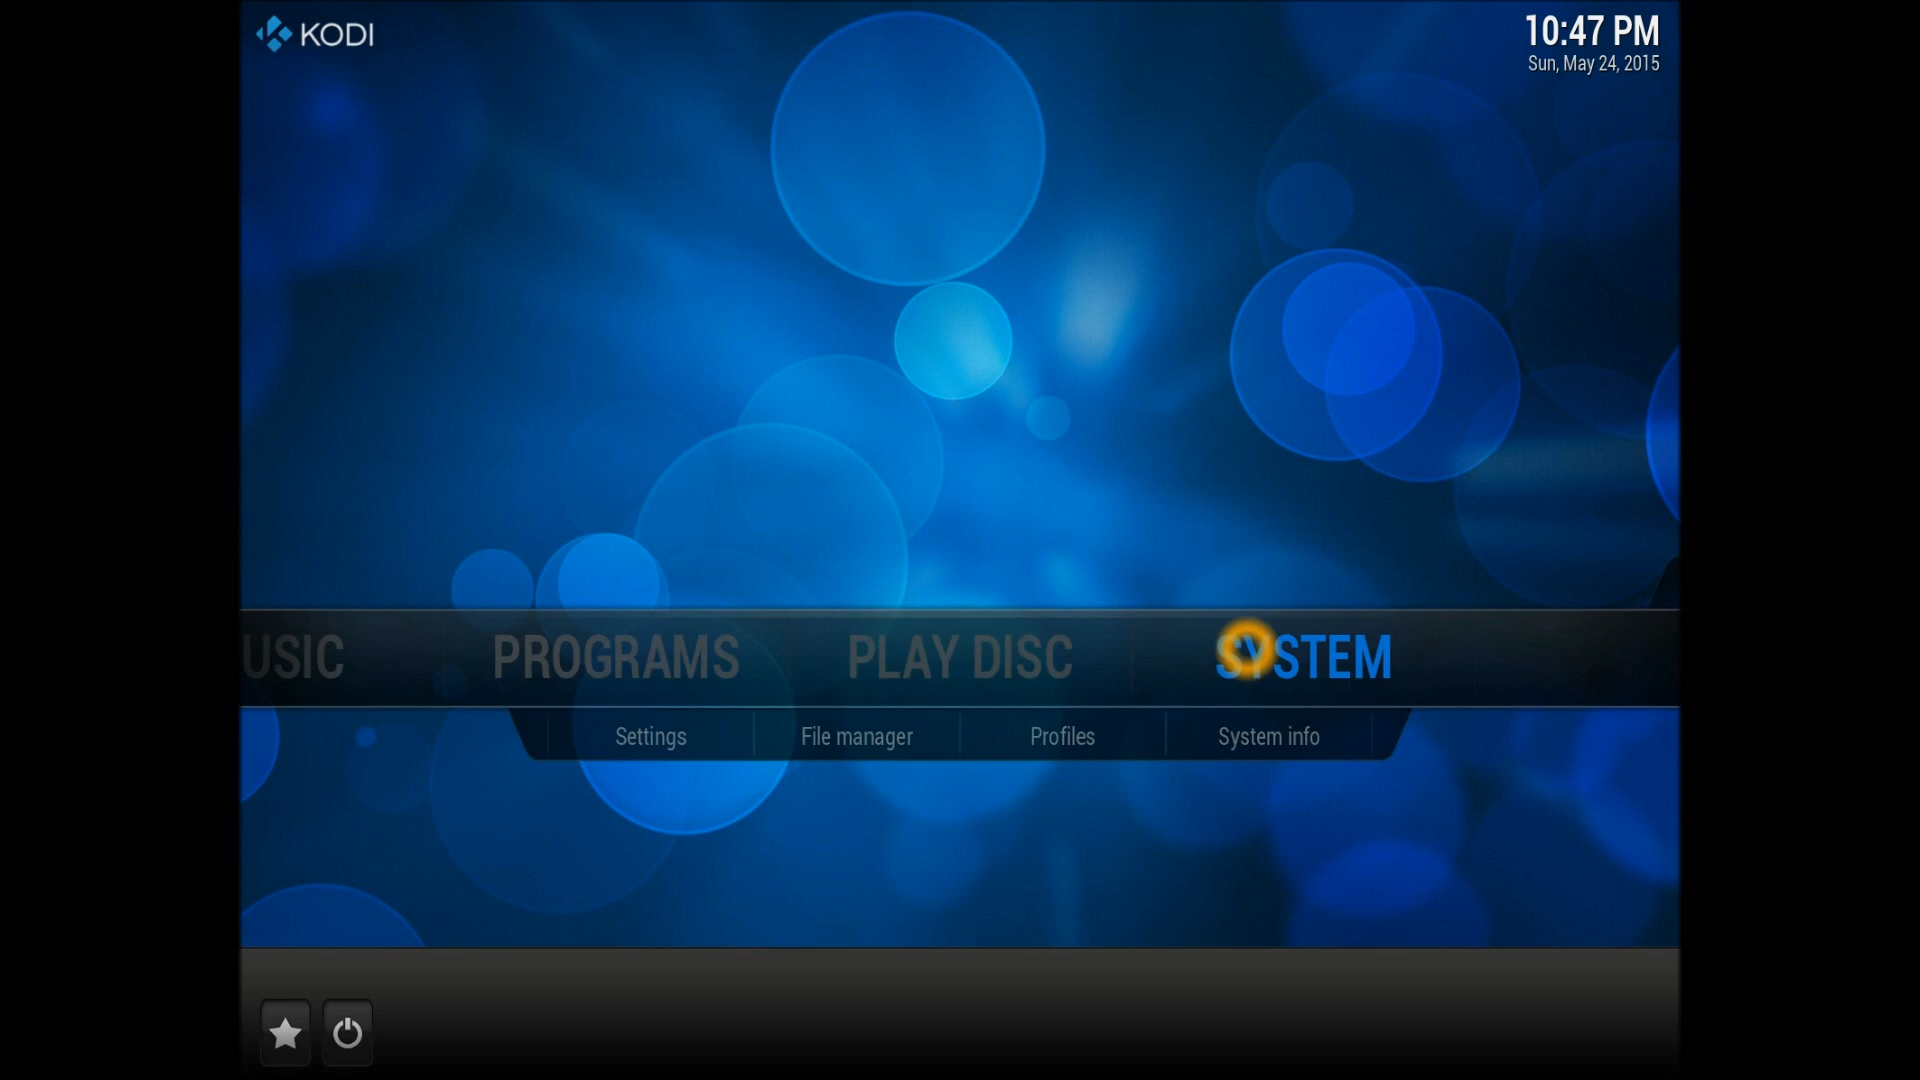 KODI
10:47 PM
Sun, May 24, 2015
USIC PROGRAMS PLAY DISC SYSTEM
Settings File manager Profiles System info